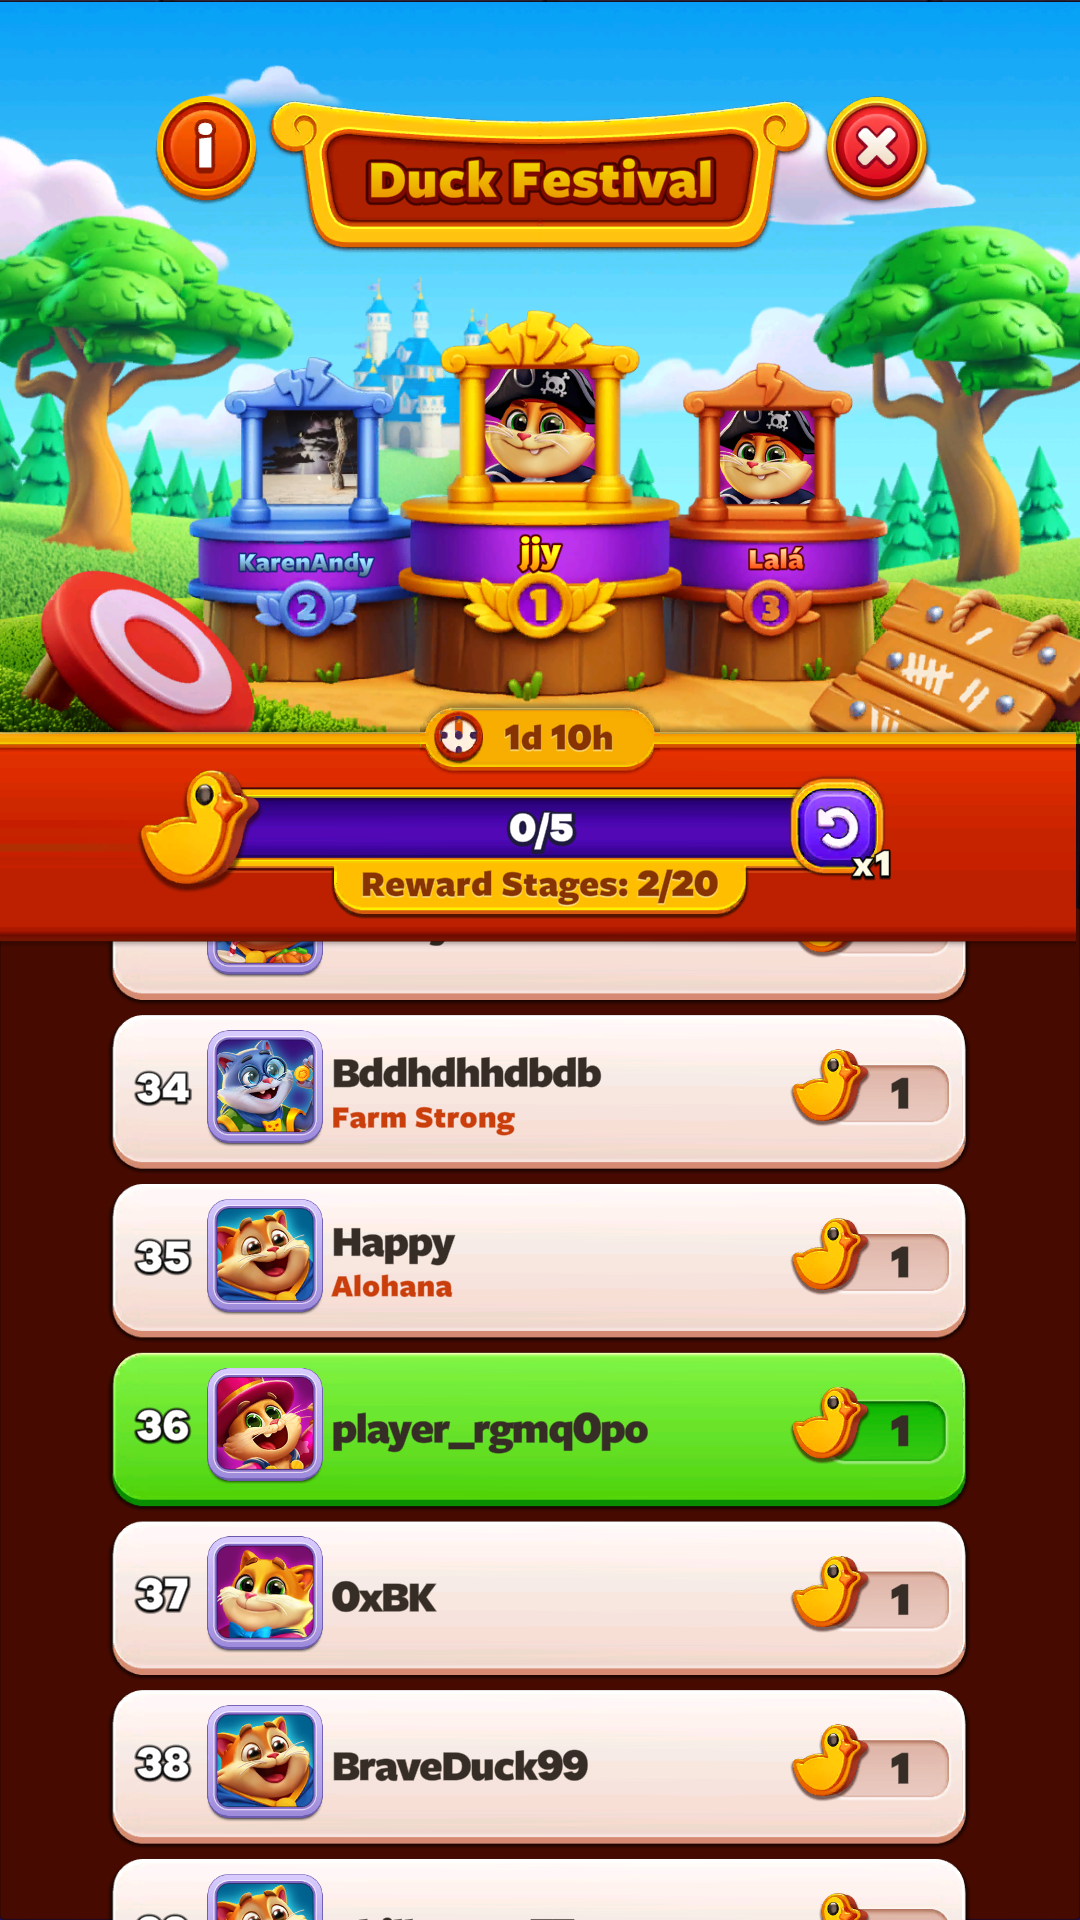 i
Duck Festival
KarenAndy
jjy
Lalá
2
1
3
1d 10h
0/5
x1
Reward Stages: 2/20
34
Bddhdhhdbdb
Farm Strong
1
35
Happy
Alohana
1
36
player_rgmq0po
1
37
0xBK
1
38
BraveDuck99
1